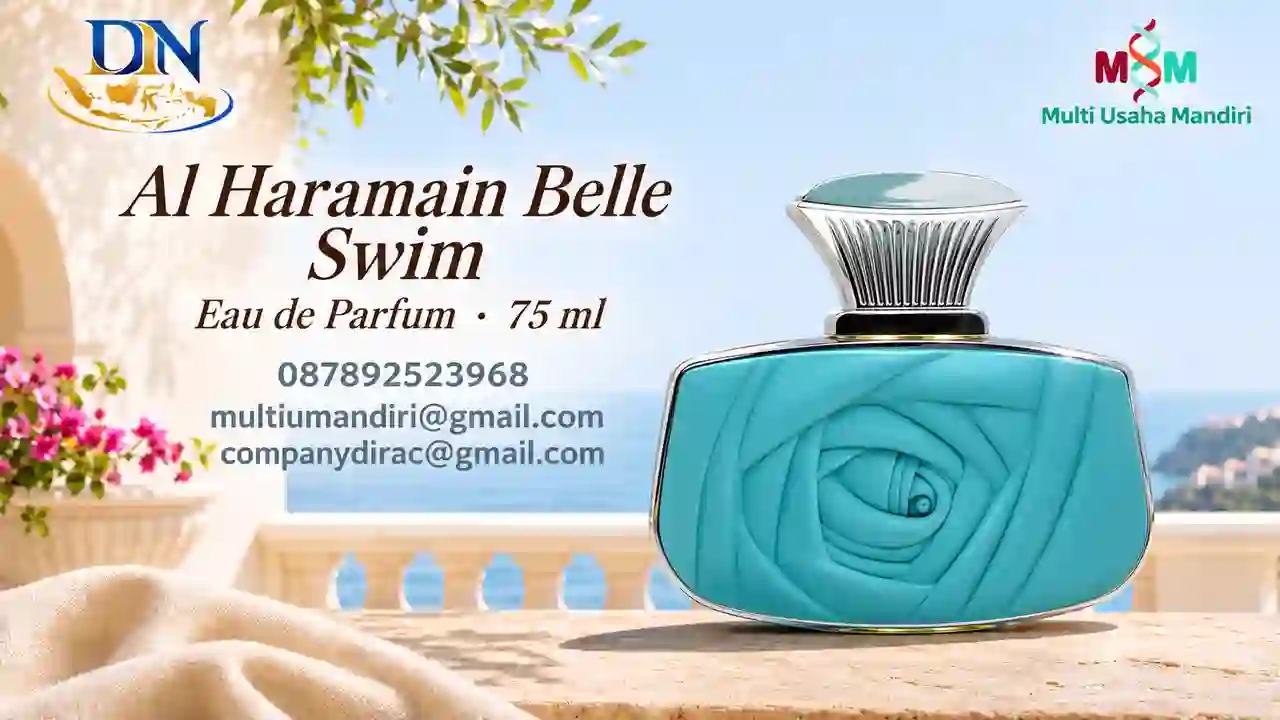 DN
MSM
Multi Usaha Mandiri
Al Haramain Belle
Swim
Eau de Parfum · 75 ml
087892523968
multiumandiri@gmail.com
companydirac@gmail.com